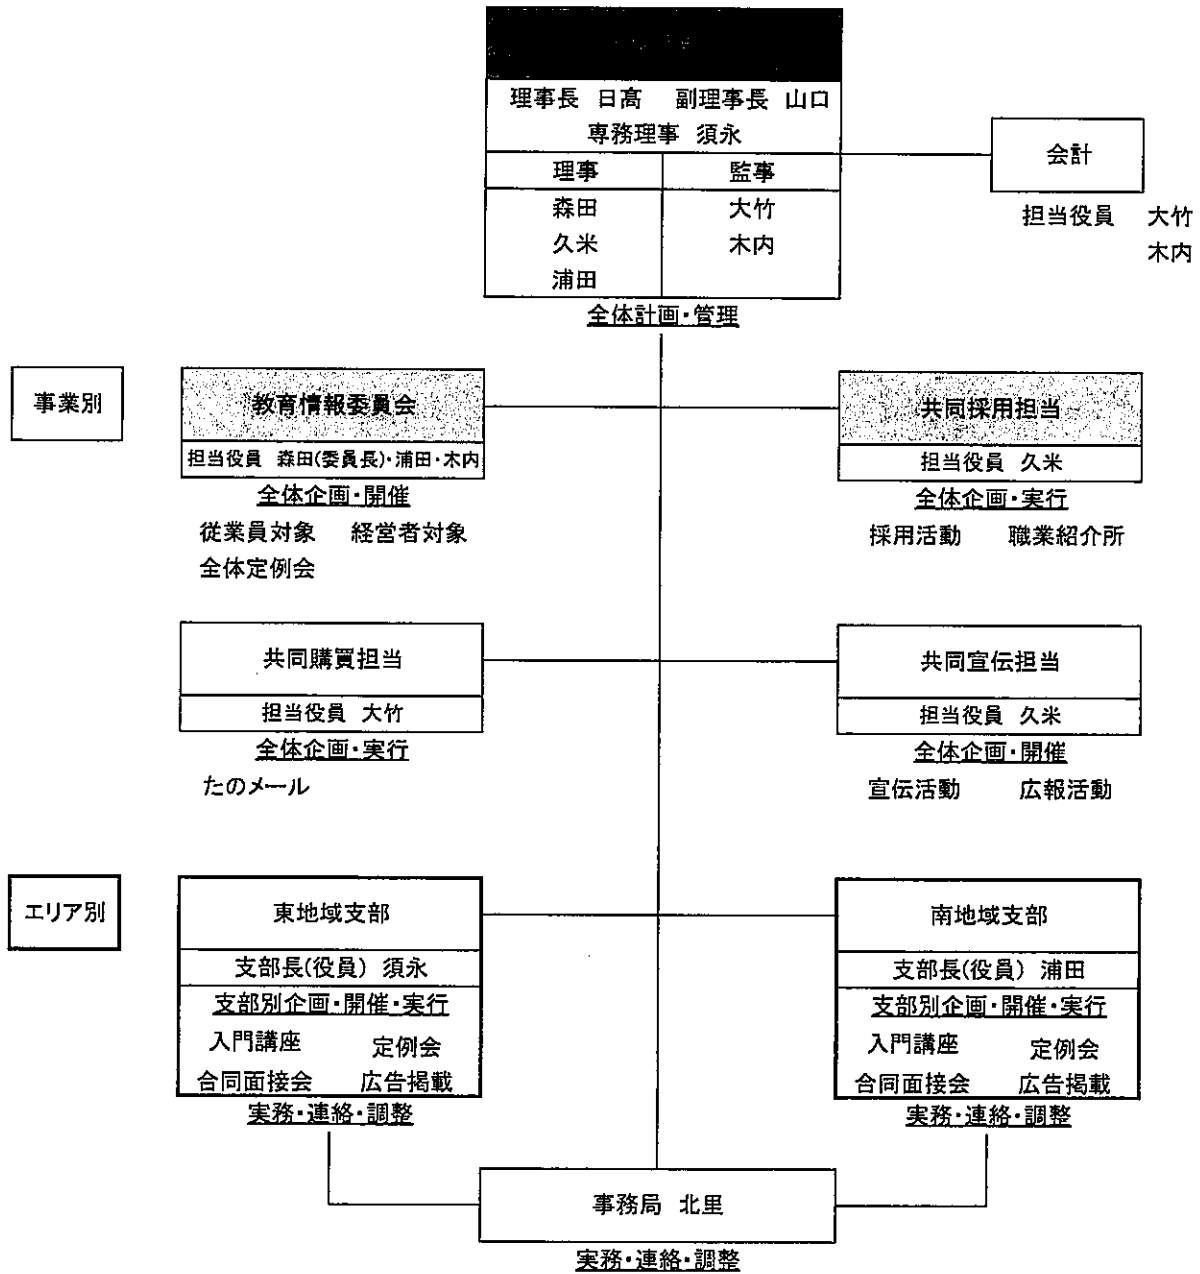 理事長 日高 副理事長 山口
専務理事 須永
理事 監事
森田 大竹
久米 木内
浦田
全体計画・管理
会計
担当役員 大竹
木内
事業別
教育情報委員会
担当役員 森田(委員長)・浦田・木内
全体企画・開催
従業員対象 経営者対象
全体定例会
共同採用担当
担当役員 久米
全体企画・実行
採用活動 職業紹介所
共同購買担当
担当役員 大竹
全体企画・実行
たのメール
共同宣伝担当
担当役員 久米
全体企画・開催
宣伝活動 広報活動
エリア別
東地域支部
支部長(役員) 須永
支部別企画・開催・実行
入門講座 定例会
合同面接会 広告掲載
実務・連絡・調整
南地域支部
支部長(役員) 浦田
支部別企画・開催・実行
入門講座 定例会
合同面接会 広告掲載
実務・連絡・調整
事務局 北里
実務・連絡・調整